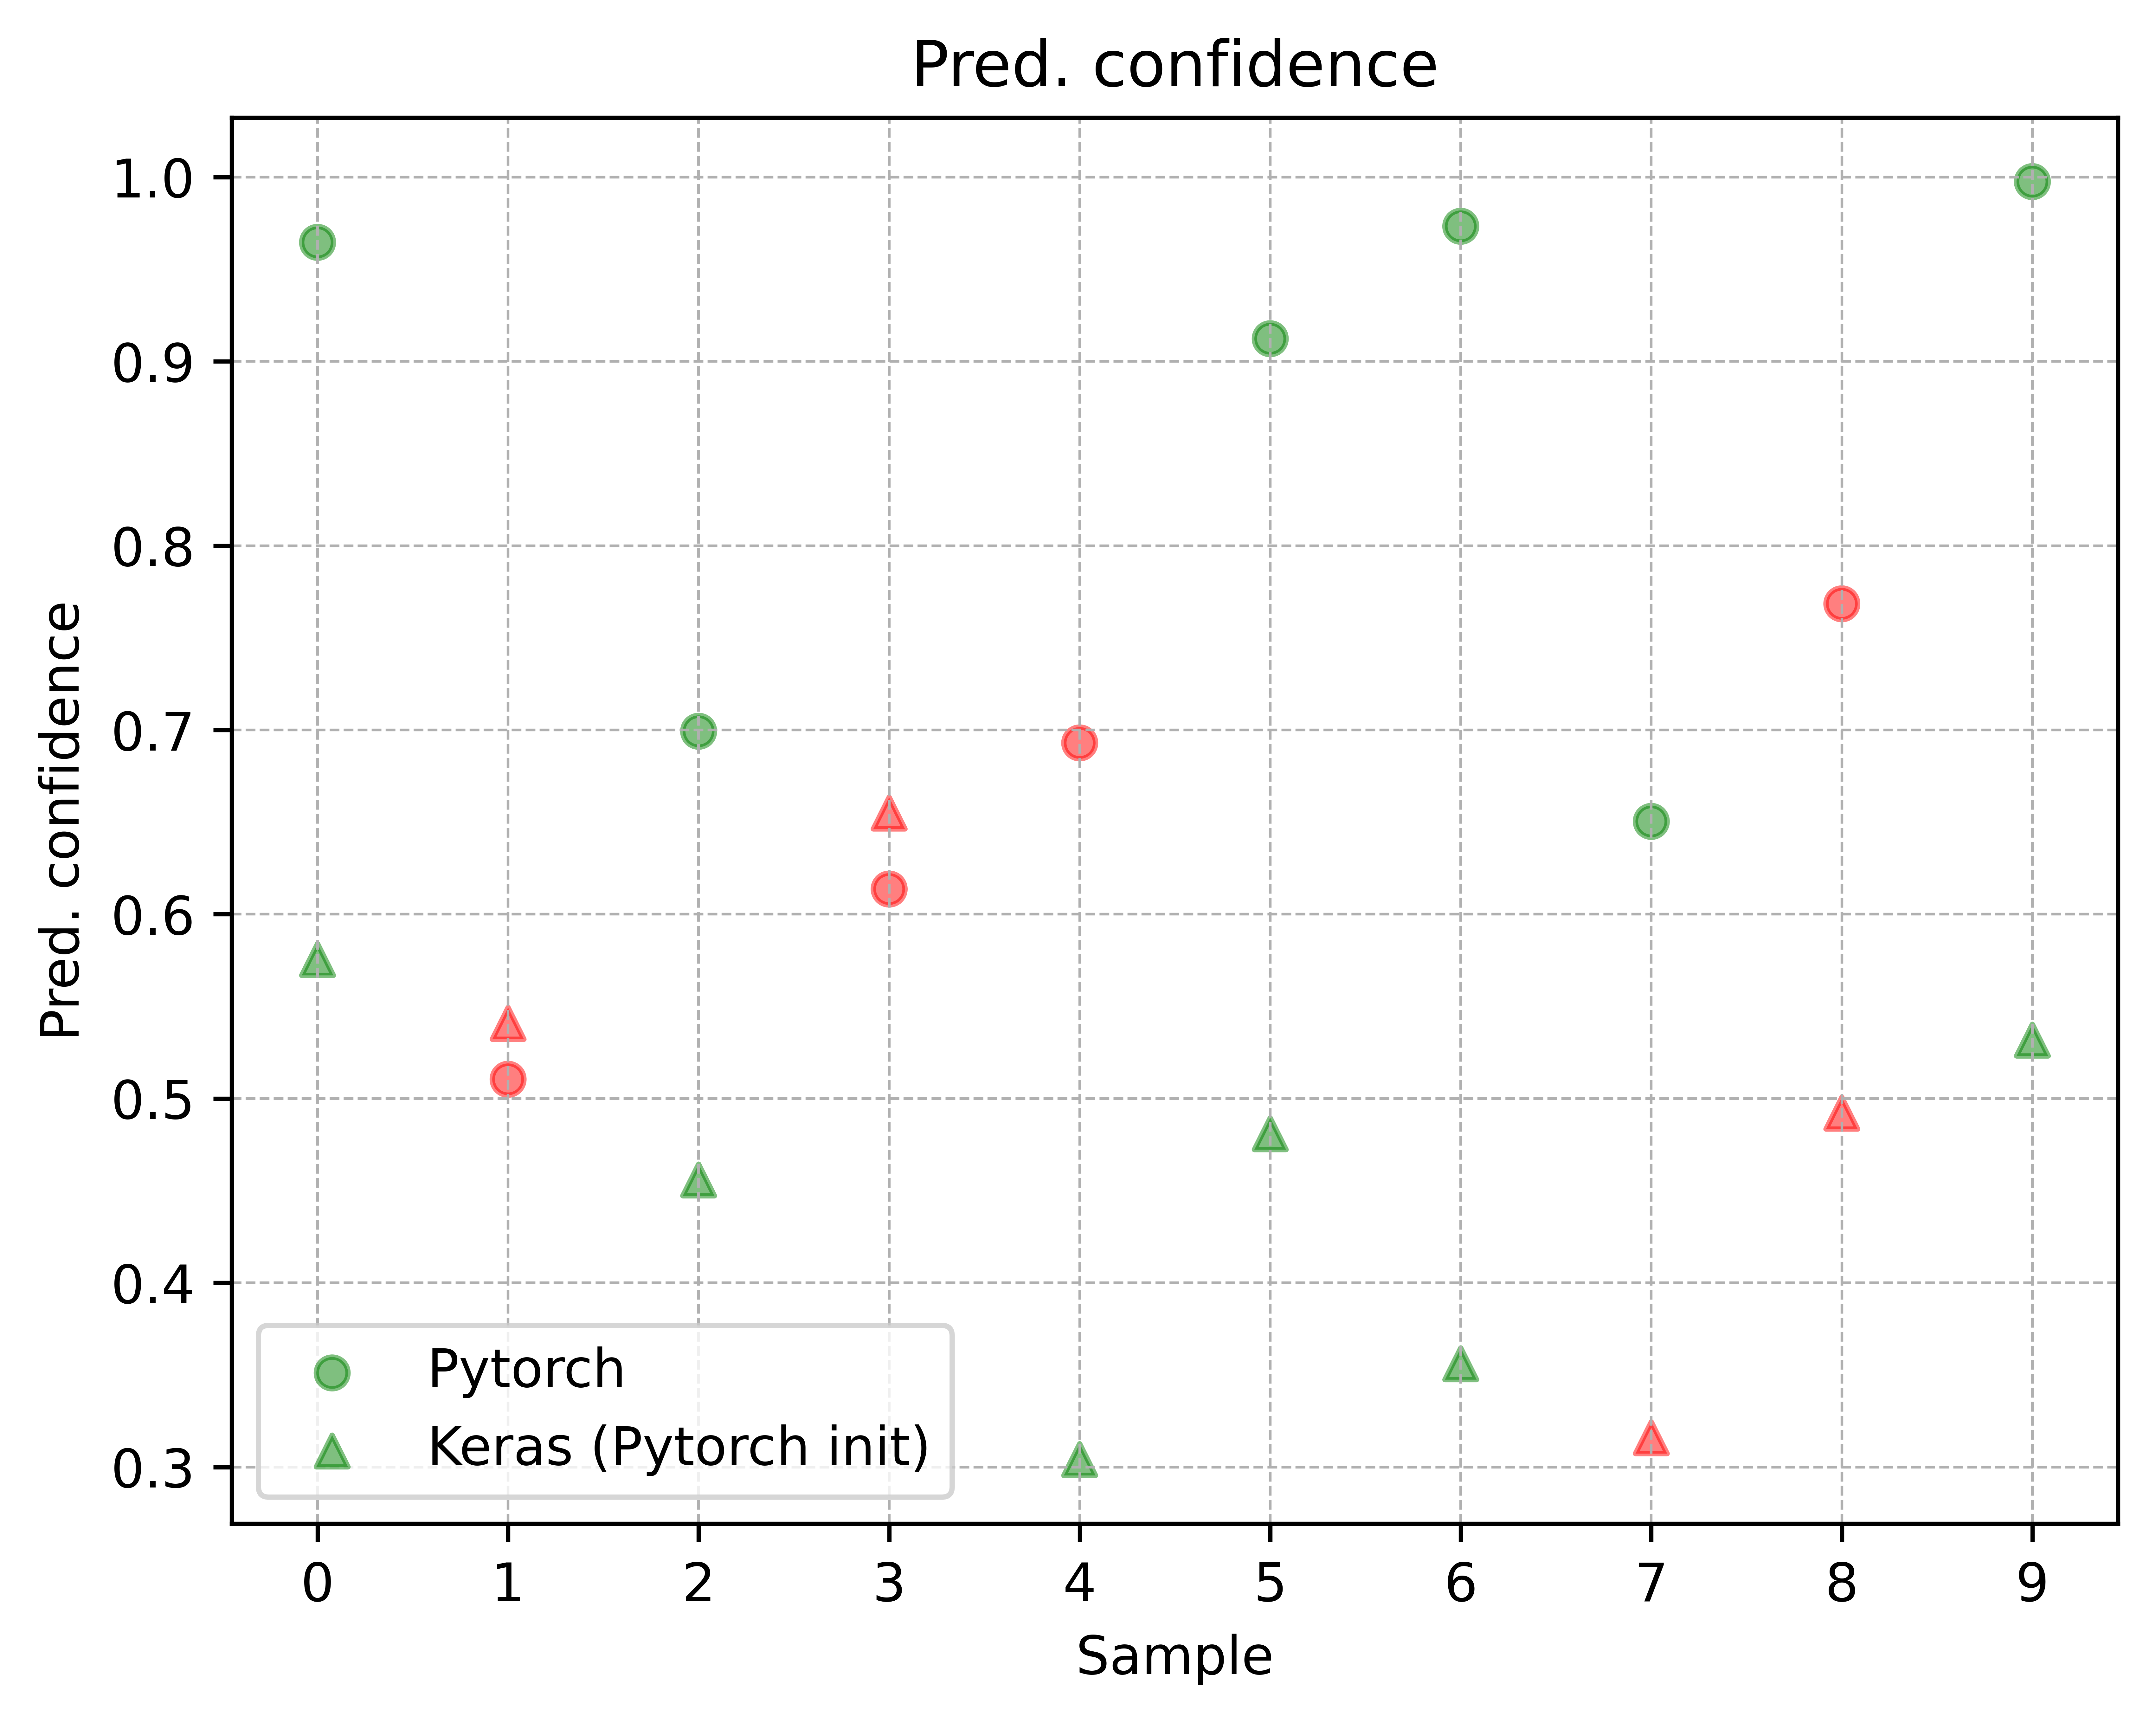 Pred. confidence
Pred. confidence
1.0
0.9
0.8
0.7
0.6
0.5
0.4
0.3
Pytorch
Keras (Pytorch init)
0 1 2 3 4 5 6 7 8 9
Sample